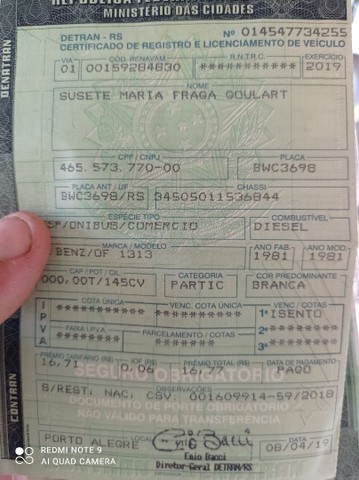 REPÚBLICA FEDERATIVA
MINISTÉRIO DAS CIDADES
DENATRAN
DETRAN - RS Nº 014547734255
CERTIFICADO DE REGISTRO E LICENCIAMENTO DE VEÍCULO
VIA CÓD. RENAVAM R.N.T.R.C. EXERCÍCIO
01 00159284830 ********** 2019
NOME
SUSETE MARIA FRAGA GOULART
CPF / CNPJ PLACA
465.573.770-00 BWC3698
PLACA ANT / UF CHASSI
BWC3698/RS 34505011536844
ESPÉCIE TIPO COMBUSTÍVEL
ESP/ONIBUS/COMERCIO DIESEL
MARCA / MODELO ANO FAB. ANO MOD.
BENZ/OF 1313 1981 1981
CAP / POT / CIL CATEGORIA COR PREDOMINANTE
000,00T/145CV PARTIC BRANCA
IPVA
COTA ÚNICA VENC. COTA ÚNICA VENC / COTAS
1ª ISENTO
FAIXA I.P.V.A. PARCELAMENTO / COTAS
2ª ******
3ª ******
PRÊMIO TARIFÁRIO (R$) IOF (R$) PRÊMIO TOTAL (R$) DATA DE PAGAMENTO
16,71 0,06 16,77 PAGO
SEGURO OBRIGATÓRIO
OBSERVAÇÕES
S/REST. NAC; CSV: 001609914-59/2018
DOCUMENTO DE PORTE OBRIGATÓRIO
NÃO VÁLIDO PARA TRANSFERÊNCIA
CONTRAN
LOCAL DATA
PORTO ALEGRE 08/04/19
Enio Bacci
Diretor-Geral DETRAN/RS
REDMI NOTE 9
AI QUAD CAMERA